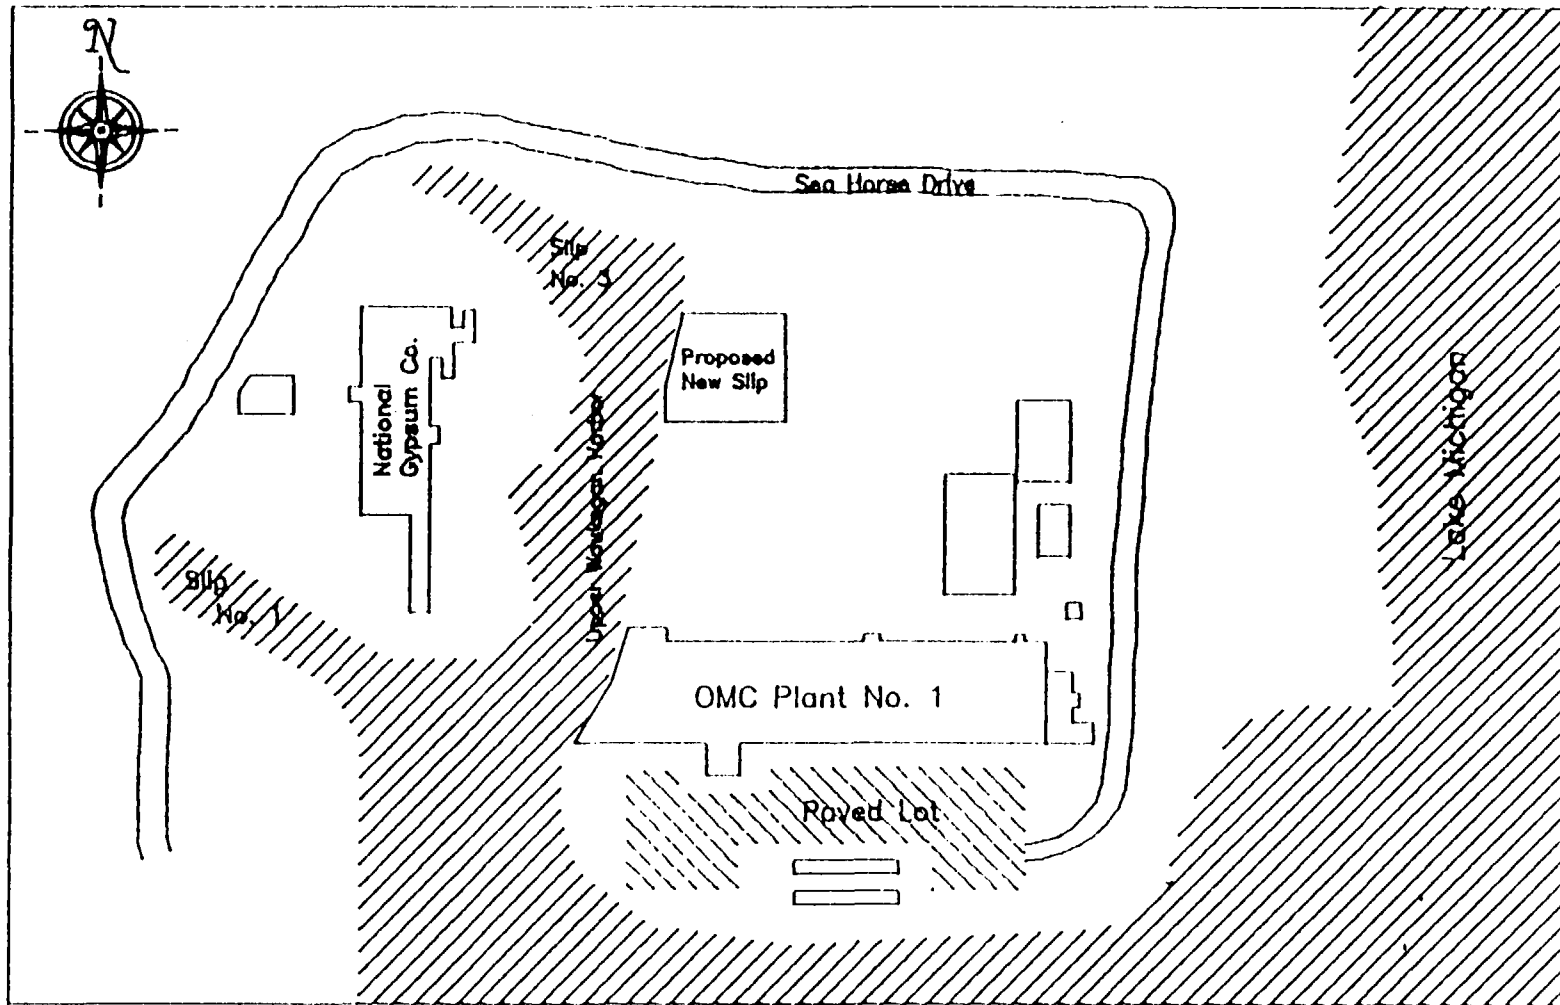 N
Sea Horse Drive
Slip
No. 3
Proposed
New Slip
National
Gypsum Co.
Upper Waukegan Harbor
Lake Michigan
Slip
No. 1
OMC Plant No. 1
Paved Lot